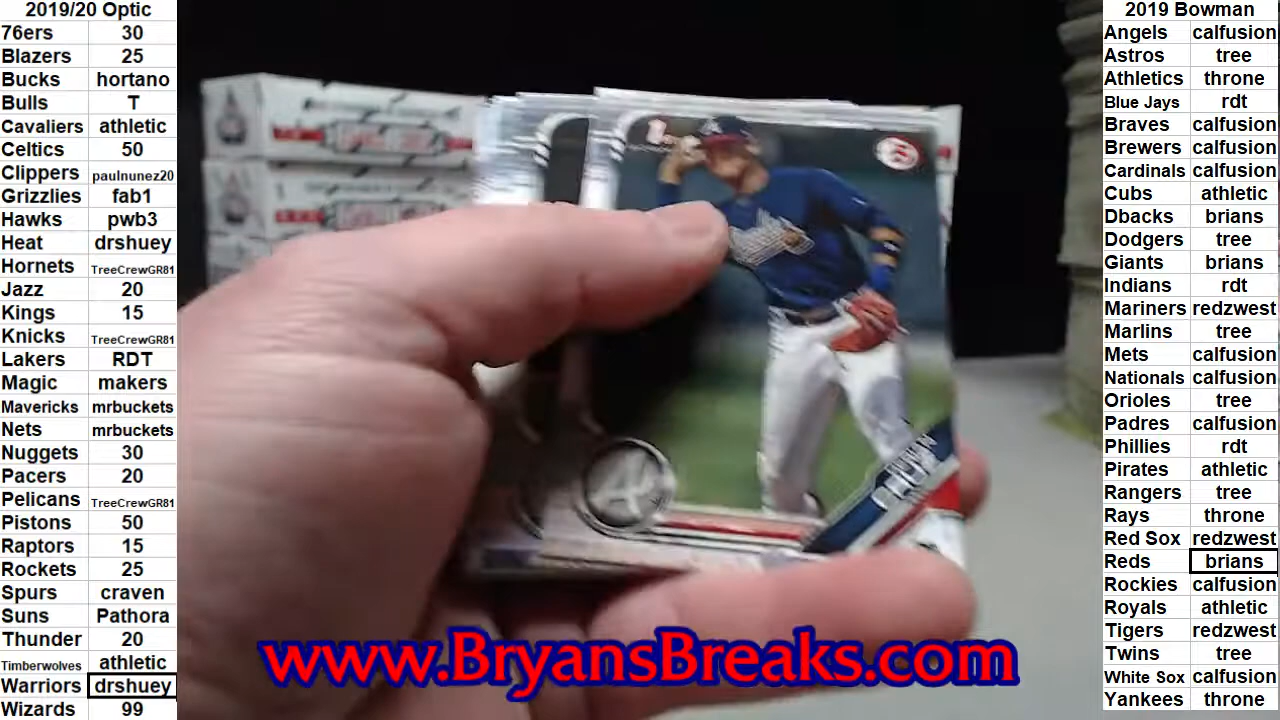 2019/20 Optic
76ers 30
Blazers 25
Bucks hortano
Bulls T
Cavaliers athletic
Celtics 50
Clippers paulnunez20
Grizzlies fab1
Hawks pwb3
Heat drshuey
Hornets TreeCrewGR81
Jazz 20
Kings 15
Knicks TreeCrewGR81
Lakers RDT
Magic makers
Mavericks mrbuckets
Nets mrbuckets
Nuggets 30
Pacers 20
Pelicans TreeCrewGR81
Pistons 50
Raptors 15
Rockets 25
Spurs craven
Suns Pathora
Thunder 20
Timberwolves athletic
Warriors drshuey
Wizards 99
www.BryansBreaks.com
2019 Bowman
Angels calfusion
Astros tree
Athletics throne
Blue Jays rdt
Braves calfusion
Brewers calfusion
Cardinals calfusion
Cubs athletic
Dbacks brians
Dodgers tree
Giants brians
Indians rdt
Mariners redzwest
Marlins tree
Mets calfusion
Nationals calfusion
Orioles tree
Padres calfusion
Phillies rdt
Pirates athletic
Rangers tree
Rays throne
Red Sox redzwest
Reds brians
Rockies calfusion
Royals athletic
Tigers redzwest
Twins tree
White Sox calfusion
Yankees throne